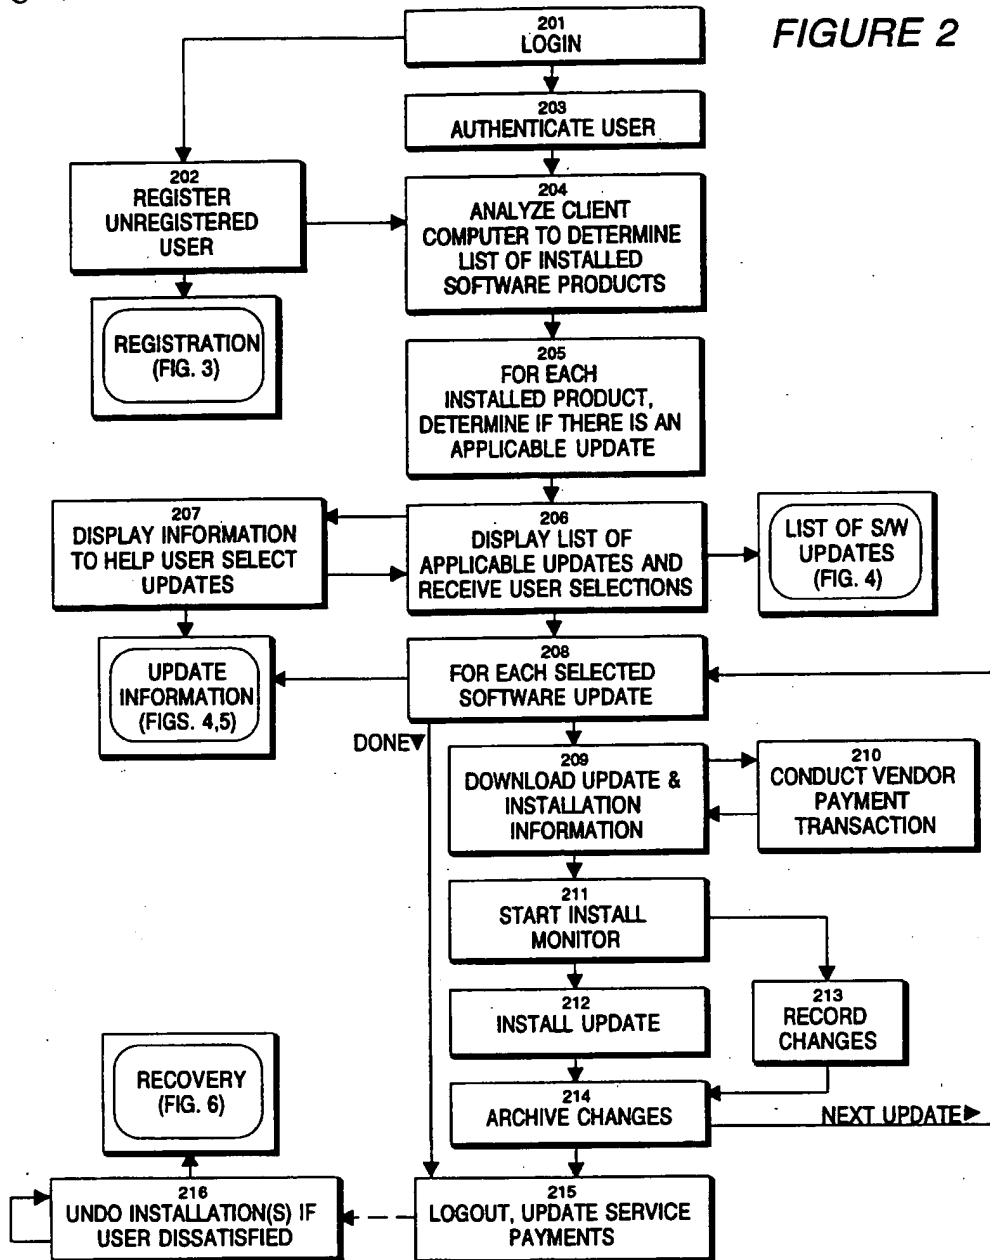 FIGURE 2
201
LOGIN
203
AUTHENTICATE USER
202
REGISTER
UNREGISTERED
USER
204
ANALYZE CLIENT
COMPUTER TO DETERMINE
LIST OF INSTALLED
SOFTWARE PRODUCTS
REGISTRATION
(FIG. 3)
205
FOR EACH
INSTALLED PRODUCT,
DETERMINE IF THERE IS AN
APPLICABLE UPDATE
207
DISPLAY INFORMATION
TO HELP USER SELECT
UPDATES
206
DISPLAY LIST OF
APPLICABLE UPDATES AND
RECEIVE USER SELECTIONS
LIST OF S/W
UPDATES
(FIG. 4)
UPDATE
INFORMATION
(FIGS. 4,5)
208
FOR EACH SELECTED
SOFTWARE UPDATE
DONE▼
209
DOWNLOAD UPDATE &
INSTALLATION
INFORMATION
210
CONDUCT VENDOR
PAYMENT
TRANSACTION
211
START INSTALL
MONITOR
212
INSTALL UPDATE
213
RECORD
CHANGES
RECOVERY
(FIG. 6)
214
ARCHIVE CHANGES
NEXT UPDATE►
216
UNDO INSTALLATION(S) IF
USER DISSATISFIED
215
LOGOUT, UPDATE SERVICE
PAYMENTS